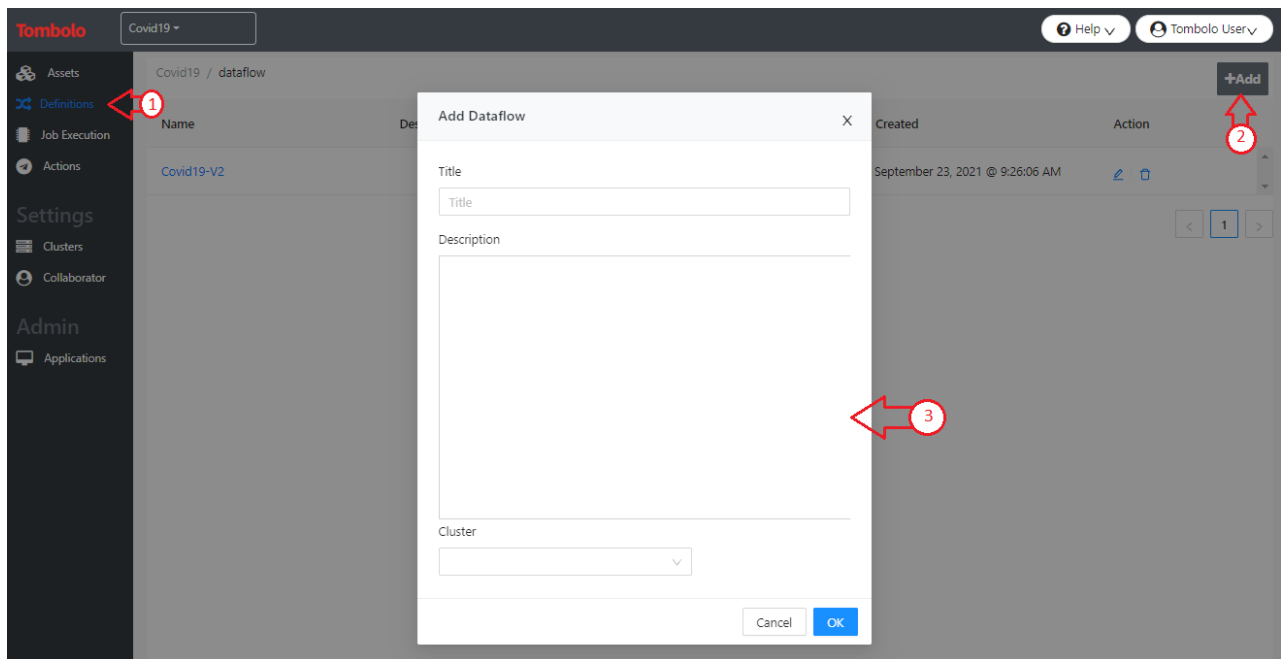 Tombolo
Covid19
Help
Tombolo User
Assets
Definitions
1
Job Execution
Actions
Settings
Clusters
Collaborator
Admin
Applications
Covid19 / dataflow
+Add
2
Name
Des
Created
Action
Covid19-V2
September 23, 2021 @ 9:26:06 AM
< 1 >
Add Dataflow
X
Title
Title
Description
3
Cluster
Cancel
OK